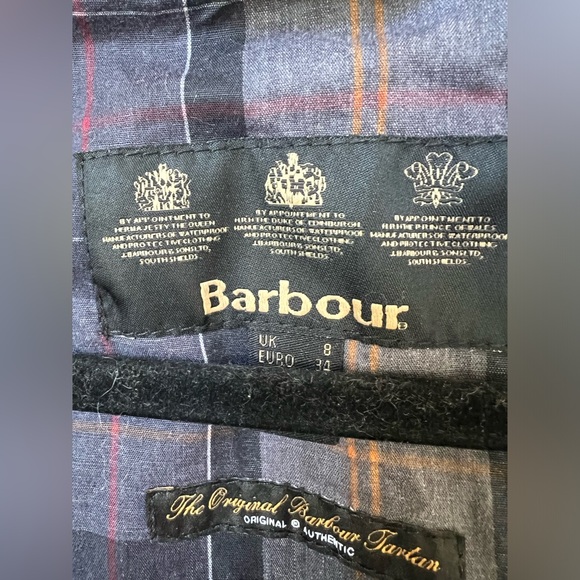 BY APPOINTMENT TO
HER MAJESTY THE QUEEN
MANUFACTURERS OF WATERPROOF
AND PROTECTIVE CLOTHING
J.BARBOUR & SONS LTD,
SOUTH SHIELDS
BY APPOINTMENT TO
H.R.H. THE DUKE OF EDINBURGH,
MANUFACTURERS OF WATERPROOF
AND PROTECTIVE CLOTHING
J.BARBOUR & SONS LTD,
SOUTH SHIELDS
BY APPOINTMENT TO
H.R.H. THE PRINCE OF WALES
MANUFACTURERS OF WATERPROOF
AND PROTECTIVE CLOTHING
J.BARBOUR & SONS LTD,
SOUTH SHIELDS
Barbour®
UK 8
EURO 34
The Original Barbour Tartan
ORIGINAL & AUTHENTIC